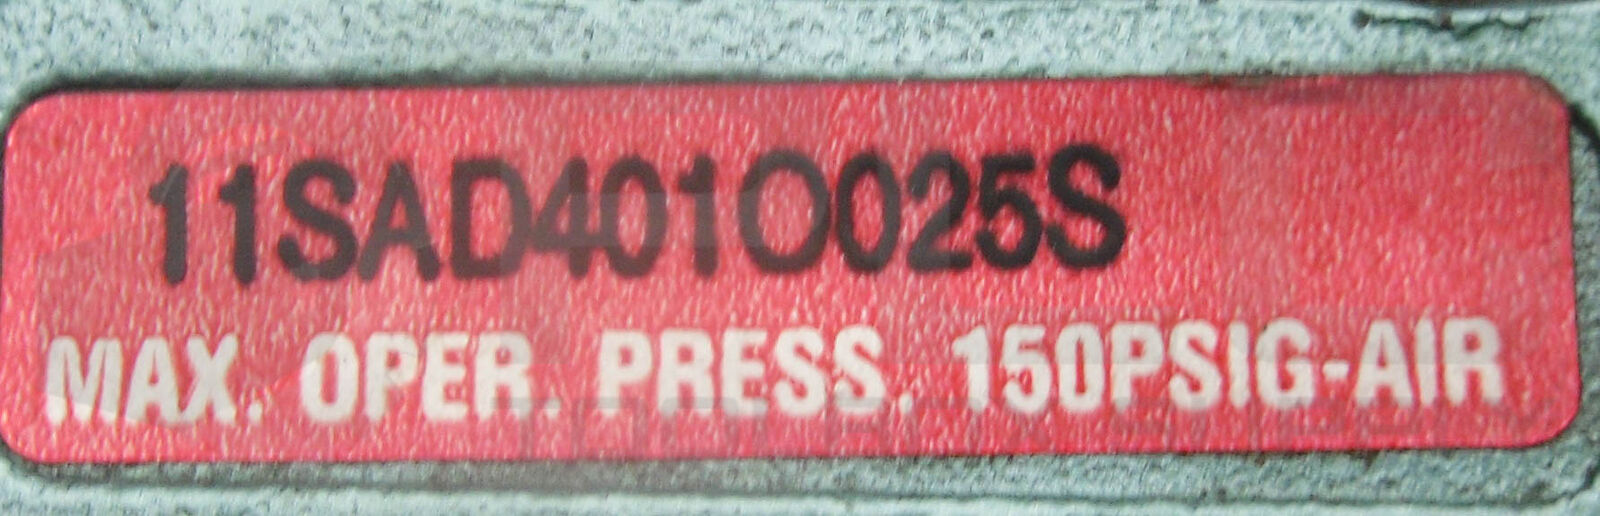 11SAD401O025S
MAX. OPER. PRESS. 150PSIG-AIR